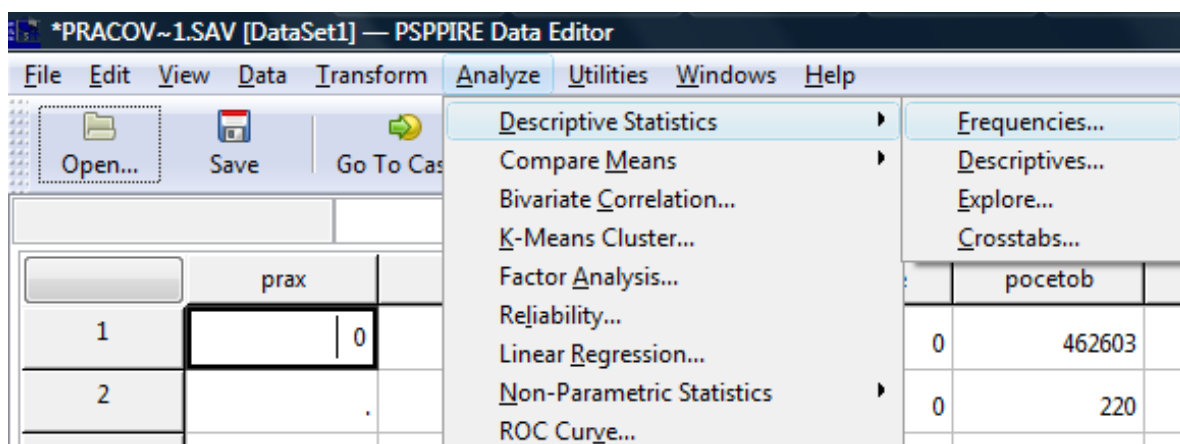 *PRACOV~1.SAV [DataSet1] — PSPPIRE Data Editor
File Edit View Data Transform Analyze Utilities Windows Help
Open... Save Go To Cas
Descriptive Statistics
Compare Means
Bivariate Correlation...
K-Means Cluster...
Factor Analysis...
Reliability...
Linear Regression...
Non-Parametric Statistics
ROC Curve...
Frequencies...
Descriptives...
Explore...
Crosstabs...
prax pocetob
1 0 0 462603
2 . 0 220